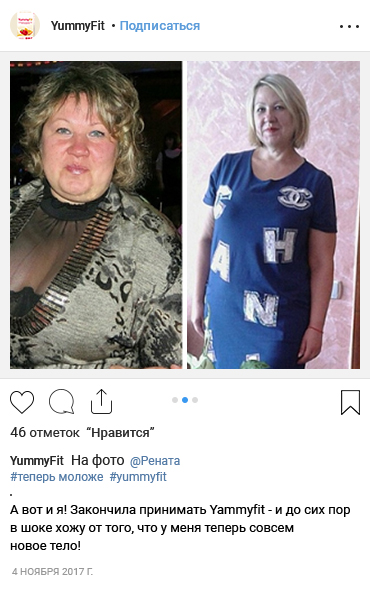 YummyFit • Подписаться
CHANEL
C H
A N
46 отметок “Нравится”
YummyFit На фото @Рената
#теперь моложе #yummyfit
.
А вот и я! Закончила принимать Yammyfit - и до сих пор
в шоке хожу от того, что у меня теперь совсем
новое тело!
4 НОЯБРЯ 2017 Г.